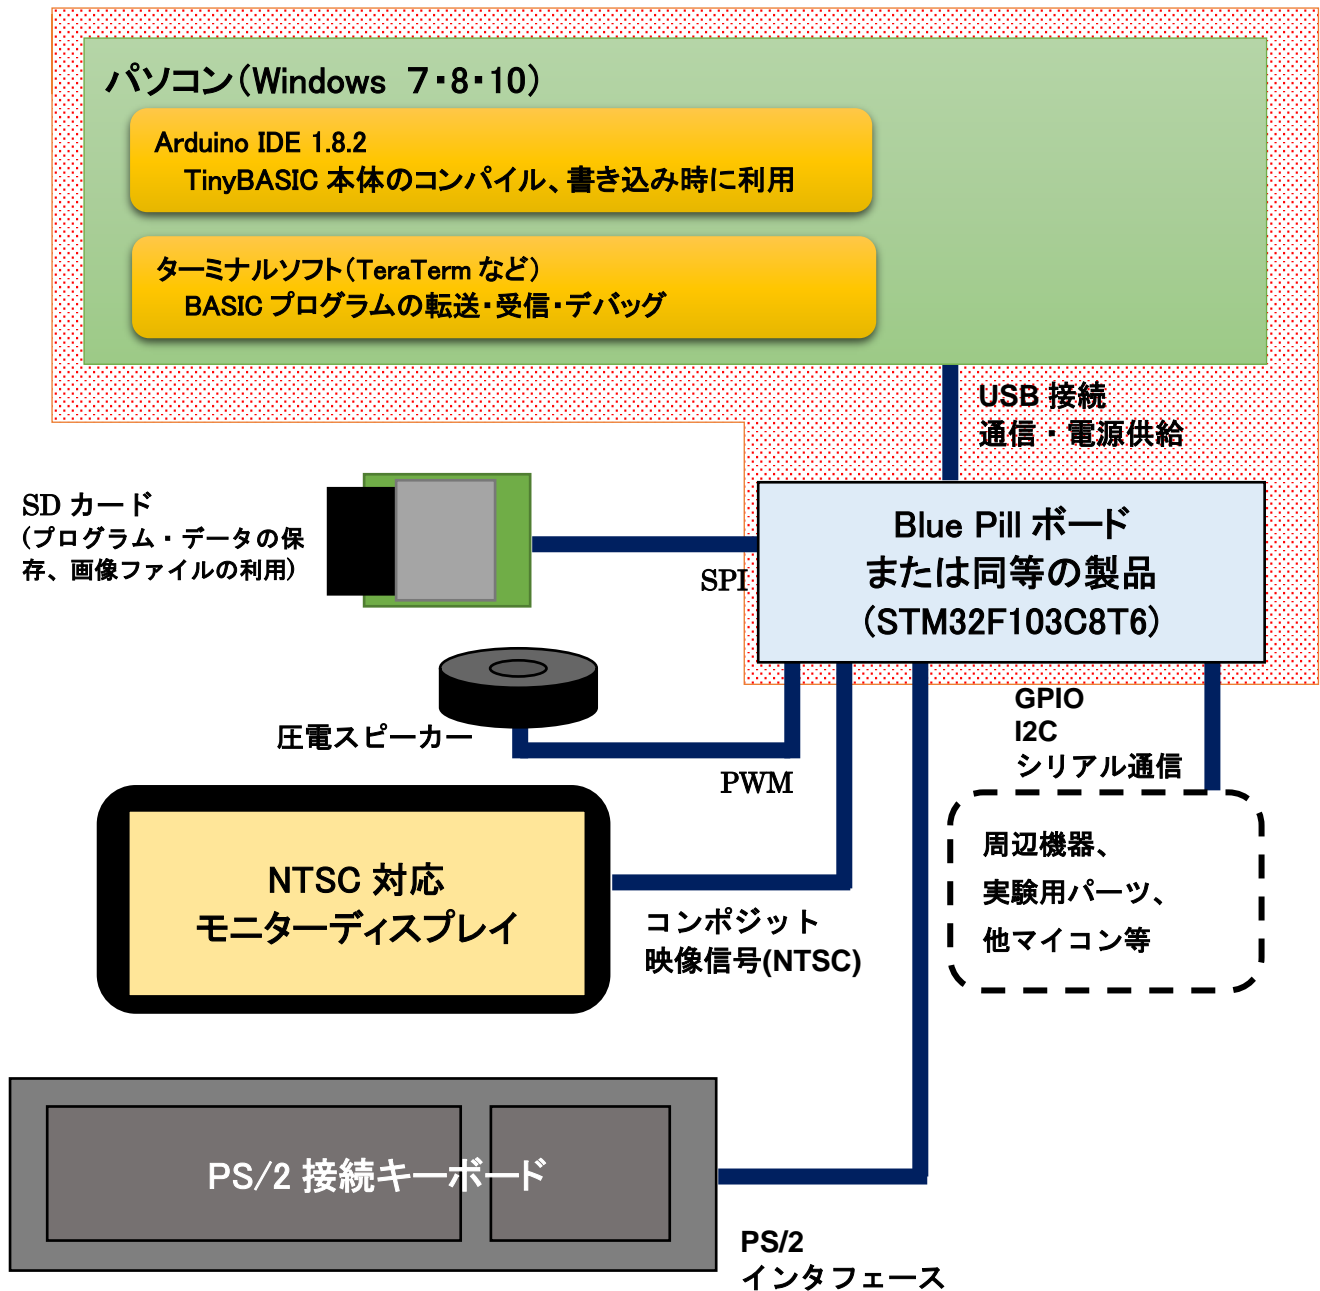 パソコン(Windows 7・8・10)
Arduino IDE 1.8.2
TinyBASIC 本体のコンパイル、書き込み時に利用
ターミナルソフト(TeraTerm など)
BASIC プログラムの転送・受信・デバッグ
USB 接続
通信・電源供給
SD カード
(プログラム・データの保
存、画像ファイルの利用)
SPI
Blue Pill ボード
または同等の製品
(STM32F103C8T6)
圧電スピーカー
PWM
GPIO
I2C
シリアル通信
NTSC 対応
モニターディスプレイ
コンポジット
映像信号(NTSC)
周辺機器、
実験用パーツ、
他マイコン等
PS/2 接続キーボード
PS/2
インタフェース